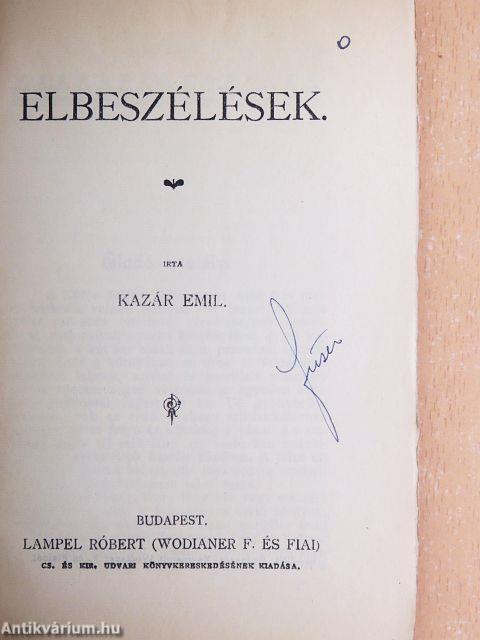 ELBESZÉLÉSEK.
IRTA
KAZÁR EMIL.
BUDAPEST.
LAMPEL RÓBERT (WODIANER F. ÉS FIAI)
CS. ÉS KIR. UDVARI KÖNYVKERESKEDÉSÉNEK KIADÁSA.
Antikvárium.hu